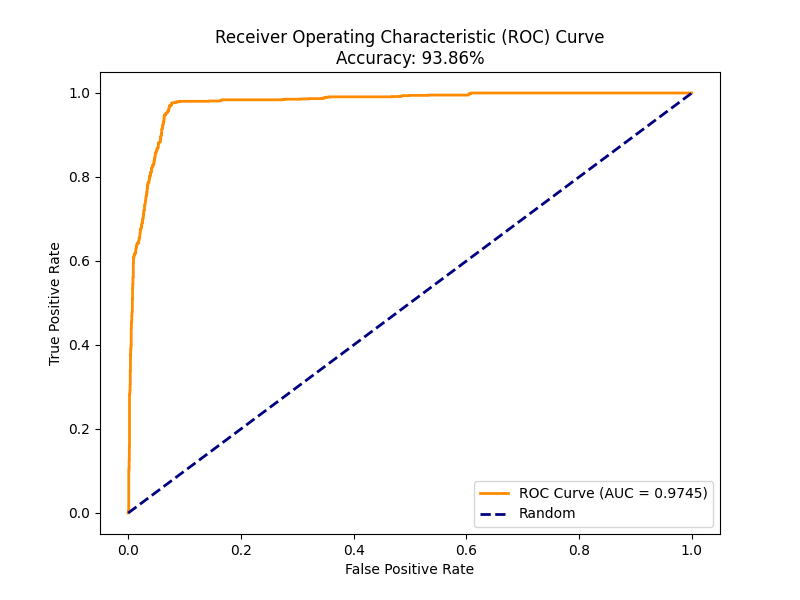 Receiver Operating Characteristic (ROC) Curve
Accuracy: 93.86%
True Positive Rate
1.0
0.8
0.6
0.4
0.2
0.0
0.0 0.2 0.4 0.6 0.8 1.0
False Positive Rate
ROC Curve (AUC = 0.9745)
Random